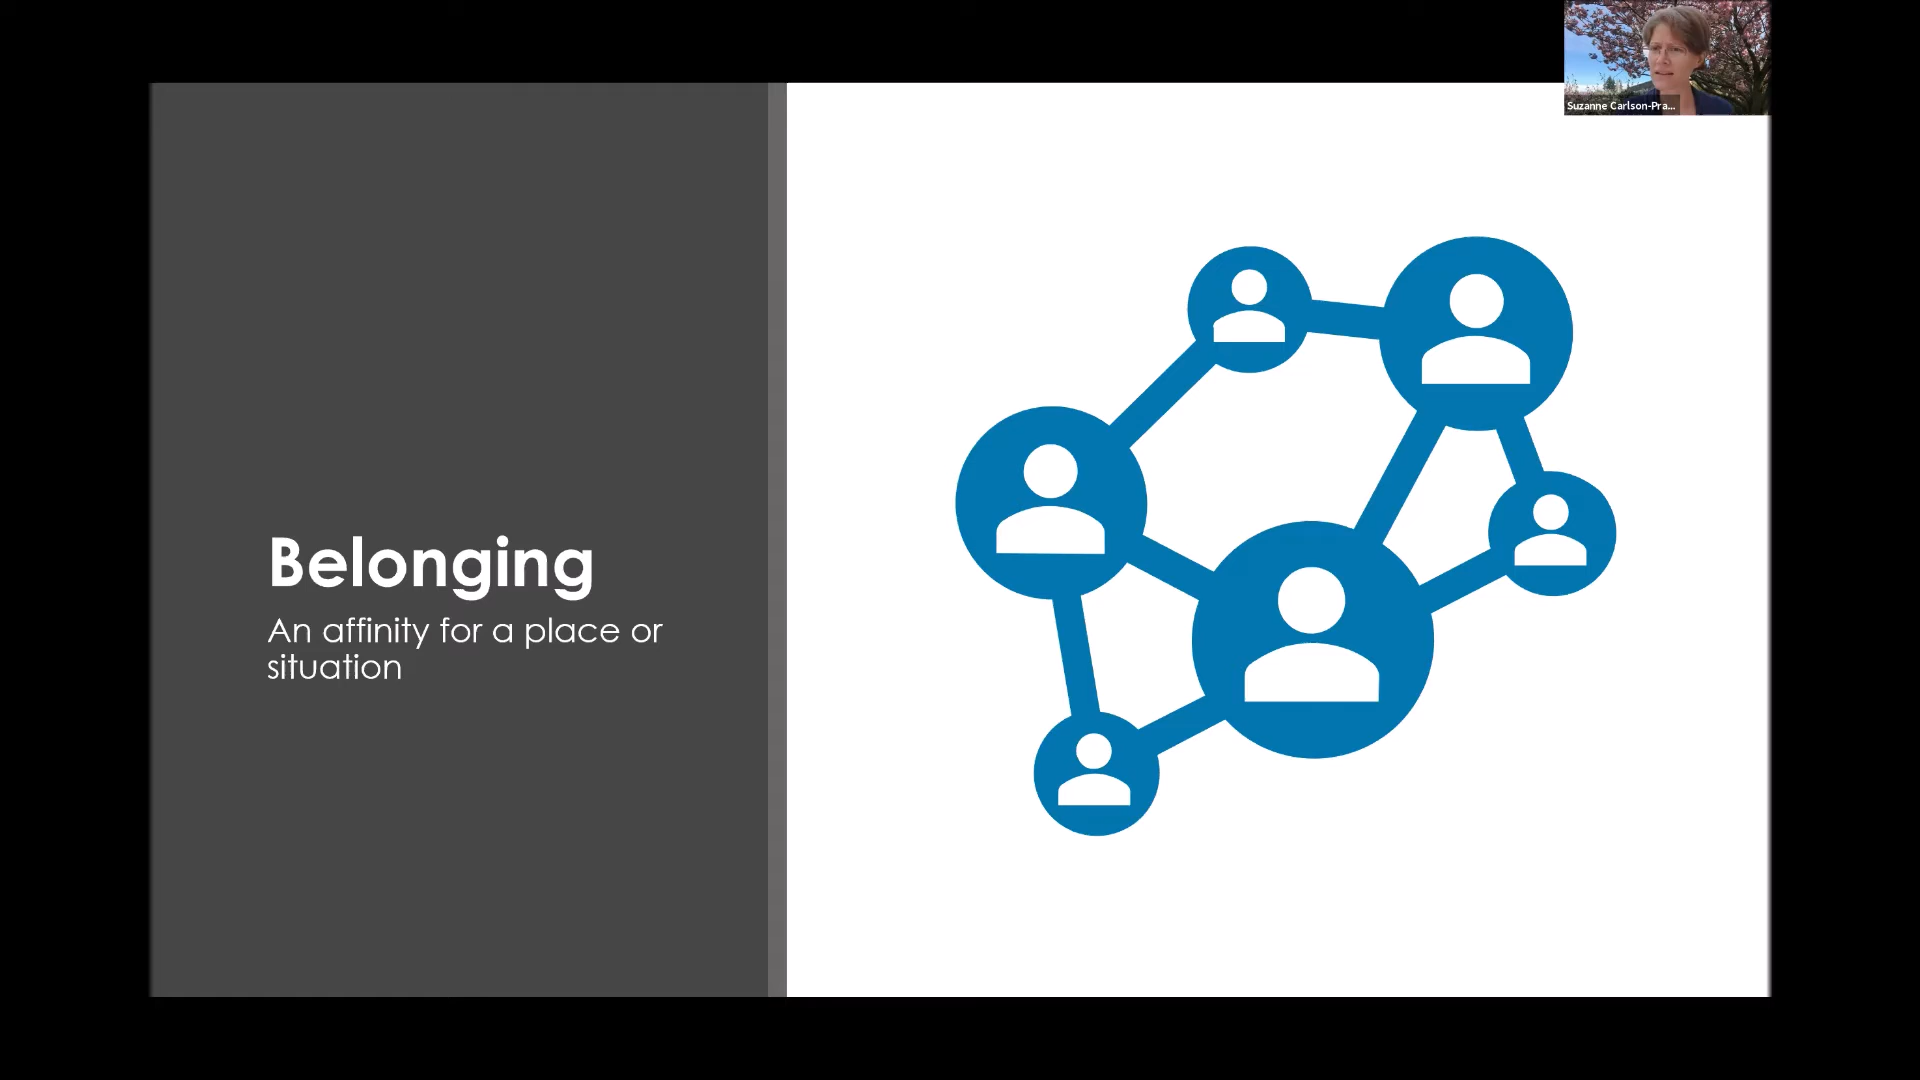 Suzanne Carlson-Pra...
Belonging
An affinity for a place or
situation